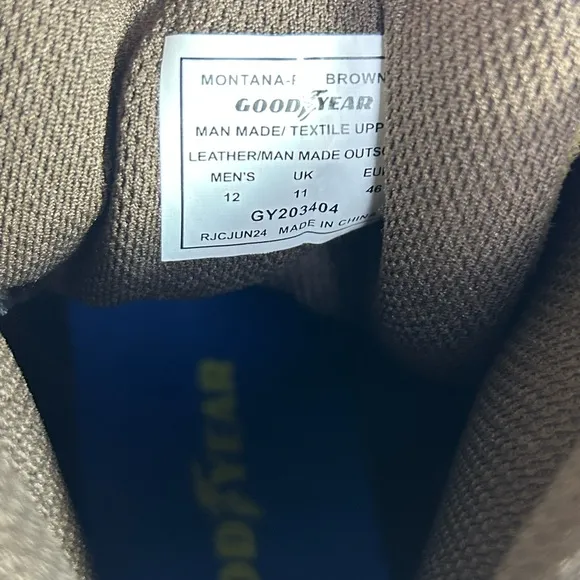 MONTANA-F BROWN
GOODYEAR
MAN MADE/ TEXTILE UPP
LEATHER/MAN MADE OUTSO
MEN'S UK EU
12 11 46
GY203404
RJCJUN24 MADE IN CHINA
GOODYEAR